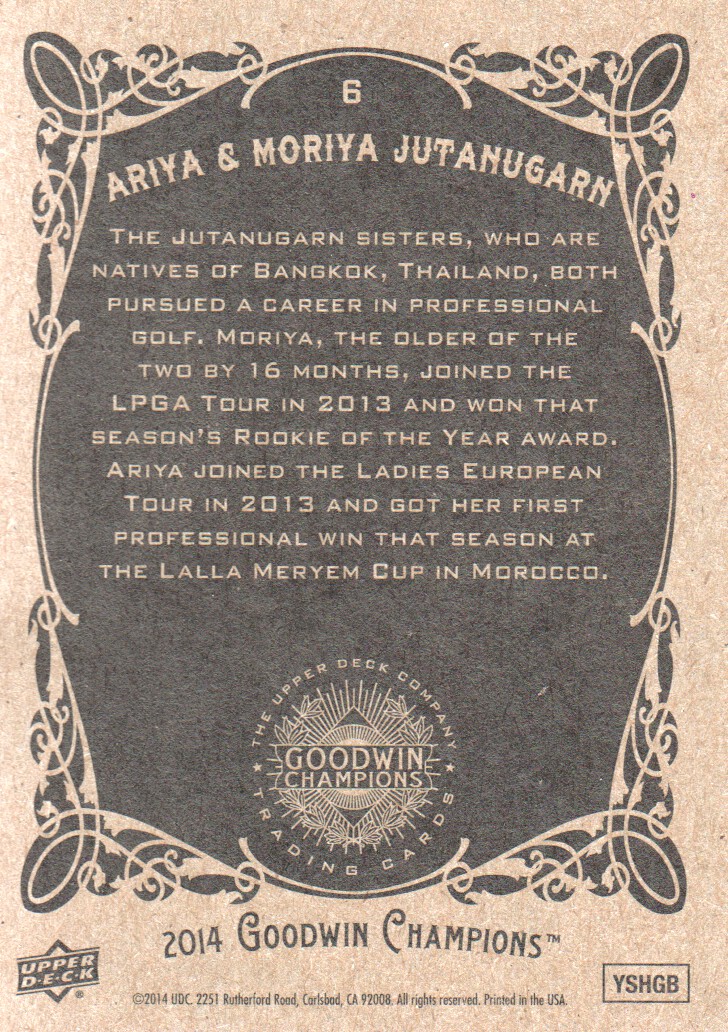 6
ARIYA & MORIYA JUTANUGARN
THE JUTANUGARN SISTERS, WHO ARE
NATIVES OF BANGKOK, THAILAND, BOTH
PURSUED A CAREER IN PROFESSIONAL
GOLF. MORIYA, THE OLDER OF THE
TWO BY 16 MONTHS, JOINED THE
LPGA TOUR IN 2013 AND WON THAT
SEASON'S ROOKIE OF THE YEAR AWARD.
ARIYA JOINED THE LADIES EUROPEAN
TOUR IN 2013 AND GOT HER FIRST
PROFESSIONAL WIN THAT SEASON AT
THE LALLA MERYEM CUP IN MOROCCO.
★ THE UPPER DECK COMPANY ★
GOODWIN
CHAMPIONS
TRADING CARDS
2014 GOODWIN CHAMPIONS™
UPPER
D·E·C·K®
©2014 UDC. 2251 Rutherford Road, Carlsbad, CA 92008. All rights reserved. Printed in the USA.
YSHGB